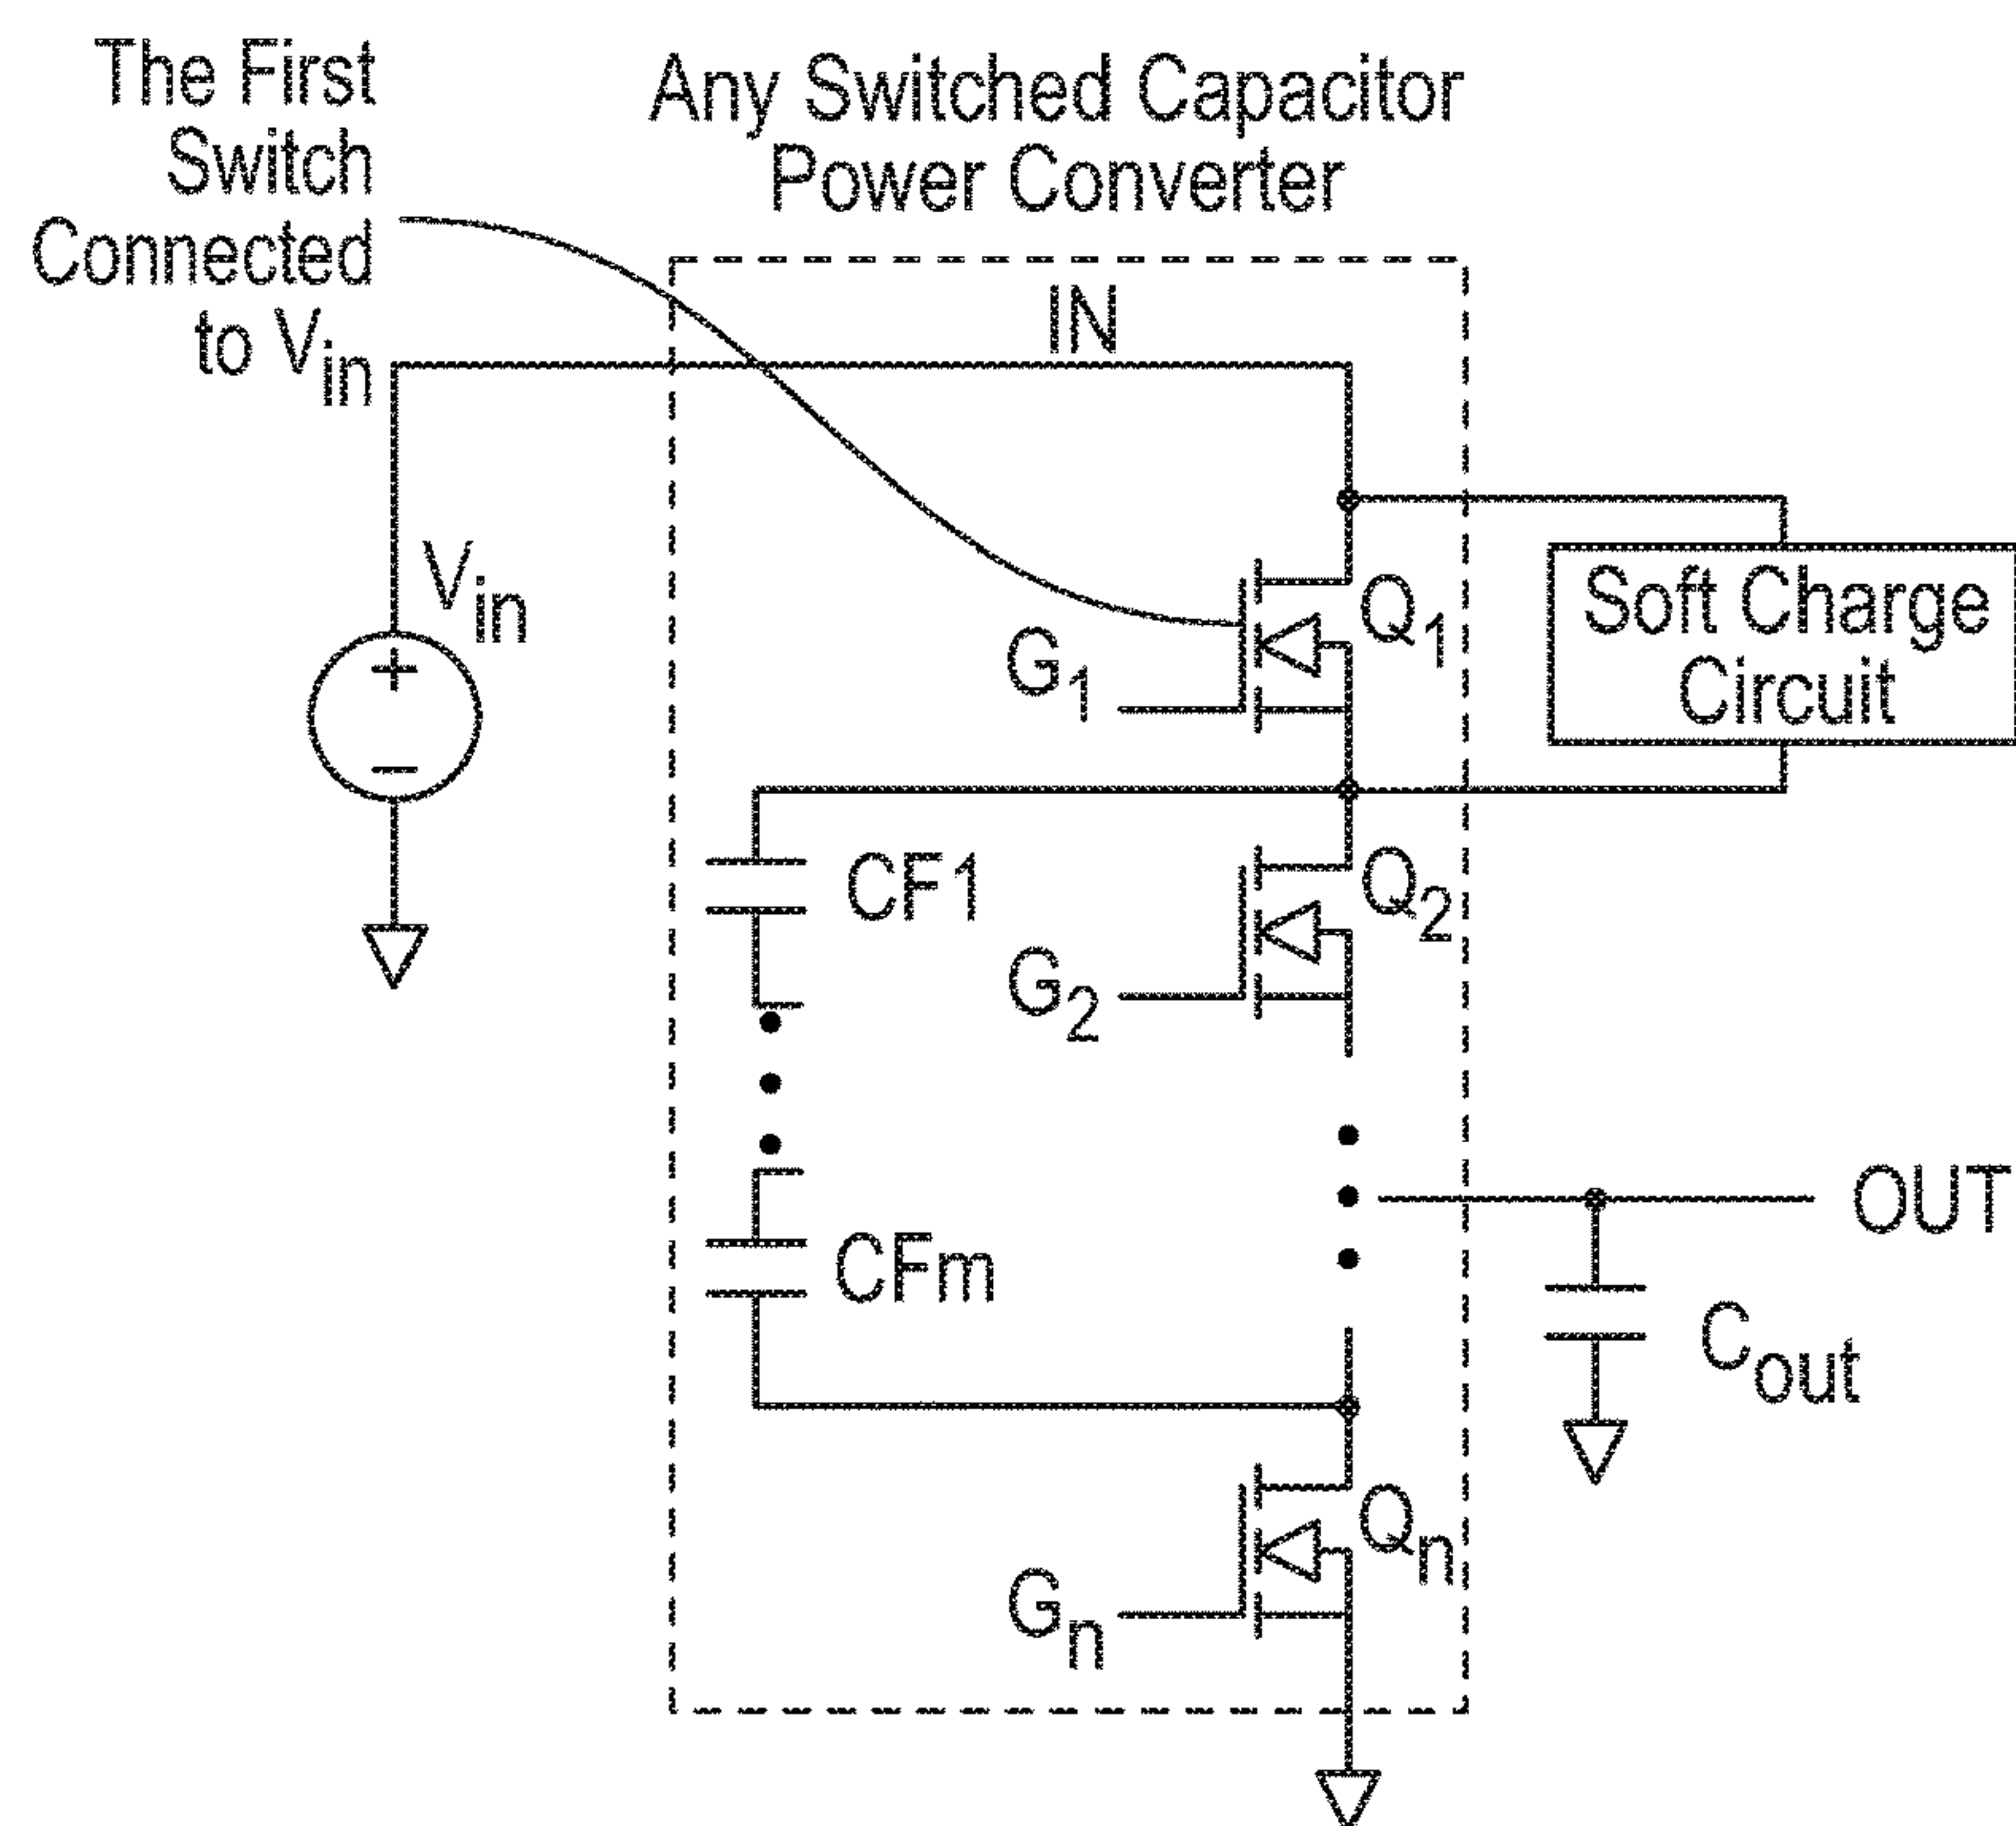 The First
Switch
Connected
to Vin
Any Switched Capacitor
Power Converter
IN
Vin
Q1
G1
Soft Charge
Circuit
CF1
Q2
G2
OUT
CFm
Cout
Qn
Gn